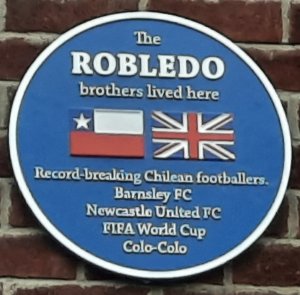 The
ROBLEDO
brothers lived here
Record-breaking Chilean footballers.
Barnsley FC
Newcastle United FC
FIFA World Cup
Colo-Colo